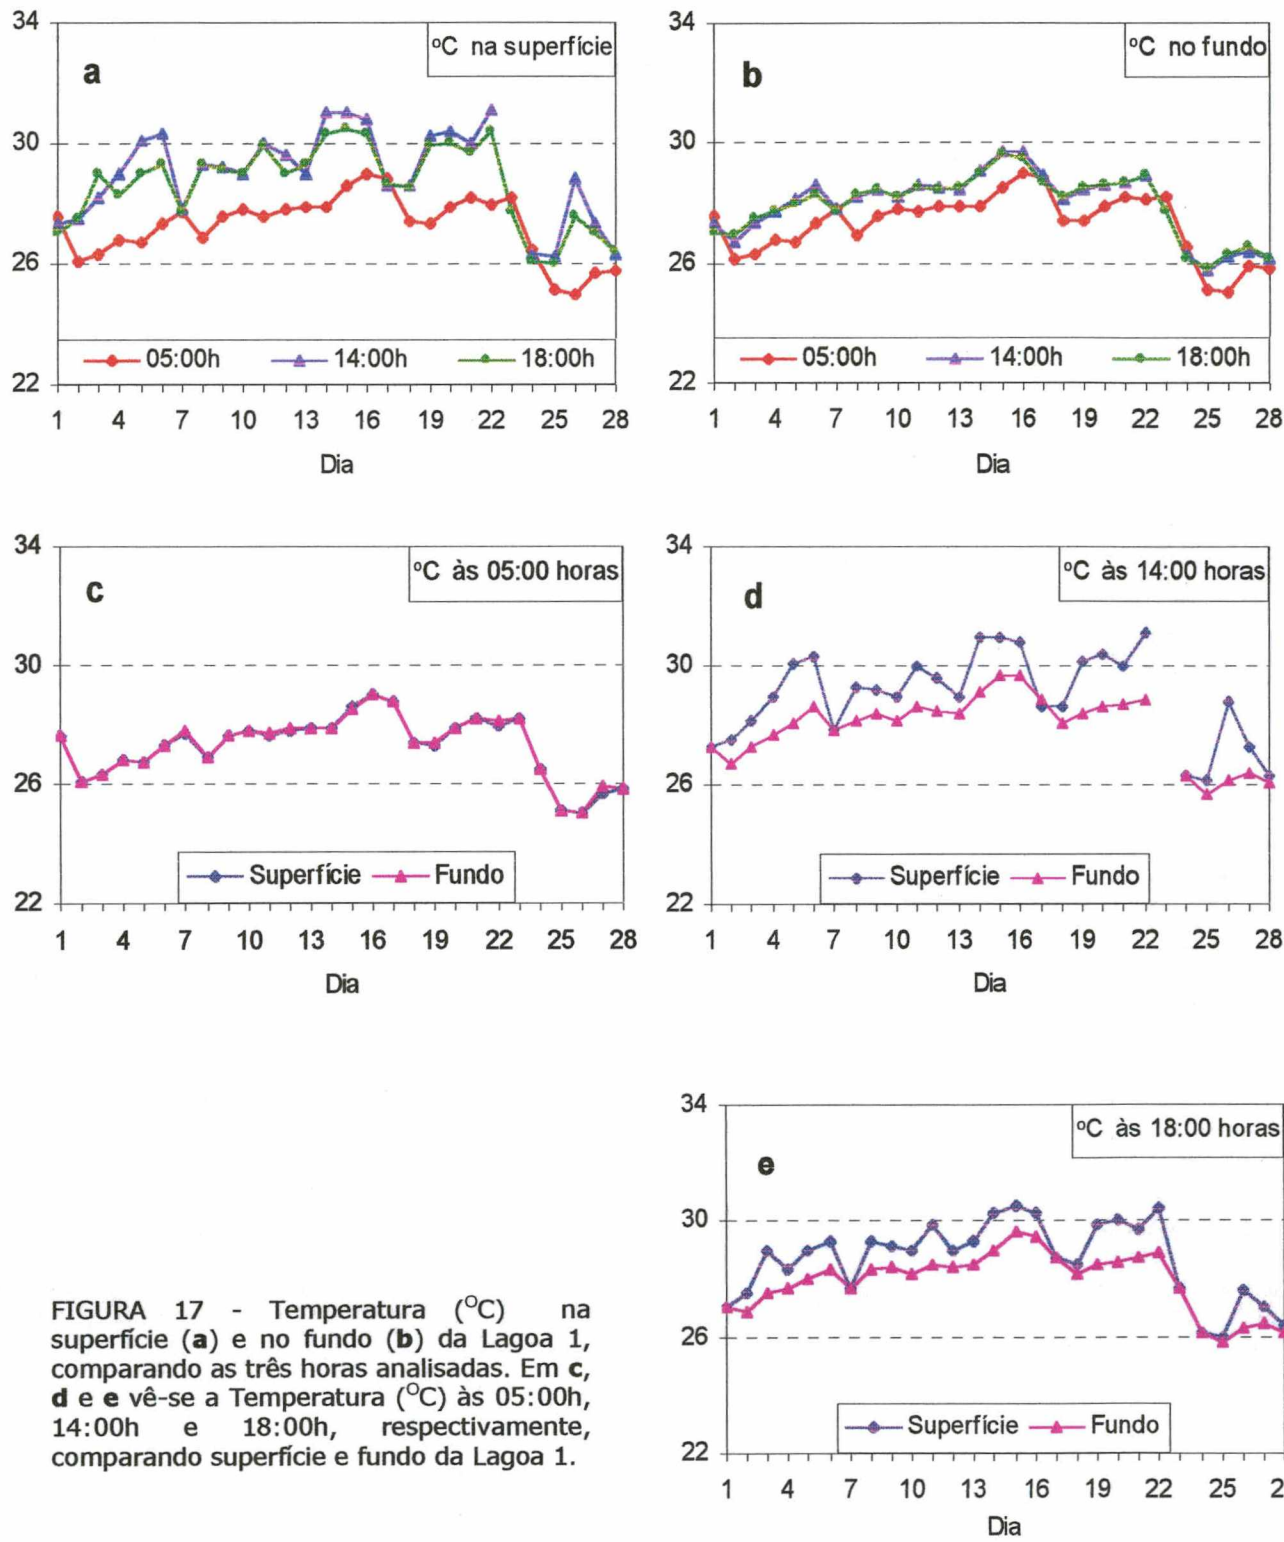 34
30
26
22
a
°C na superfície
05:00h 14:00h 18:00h
1 4 7 10 13 16 19 22 25 28
Dia
34
30
26
22
b
°C no fundo
05:00h 14:00h 18:00h
1 4 7 10 13 16 19 22 25 28
Dia
34
30
26
22
c
°C às 05:00 horas
Superfície Fundo
1 4 7 10 13 16 19 22 25 28
Dia
34
30
26
22
d
°C às 14:00 horas
Superfície Fundo
1 4 7 10 13 16 19 22 25 28
Dia
34
30
26
22
e
°C às 18:00 horas
Superfície Fundo
1 4 7 10 13 16 19 22 25 2
Dia
FIGURA 17 - Temperatura (°C) na
superfície (a) e no fundo (b) da Lagoa 1,
comparando as três horas analisadas. Em c,
d e e vê-se a Temperatura (°C) às 05:00h,
14:00h e 18:00h, respectivamente,
comparando superfície e fundo da Lagoa 1.